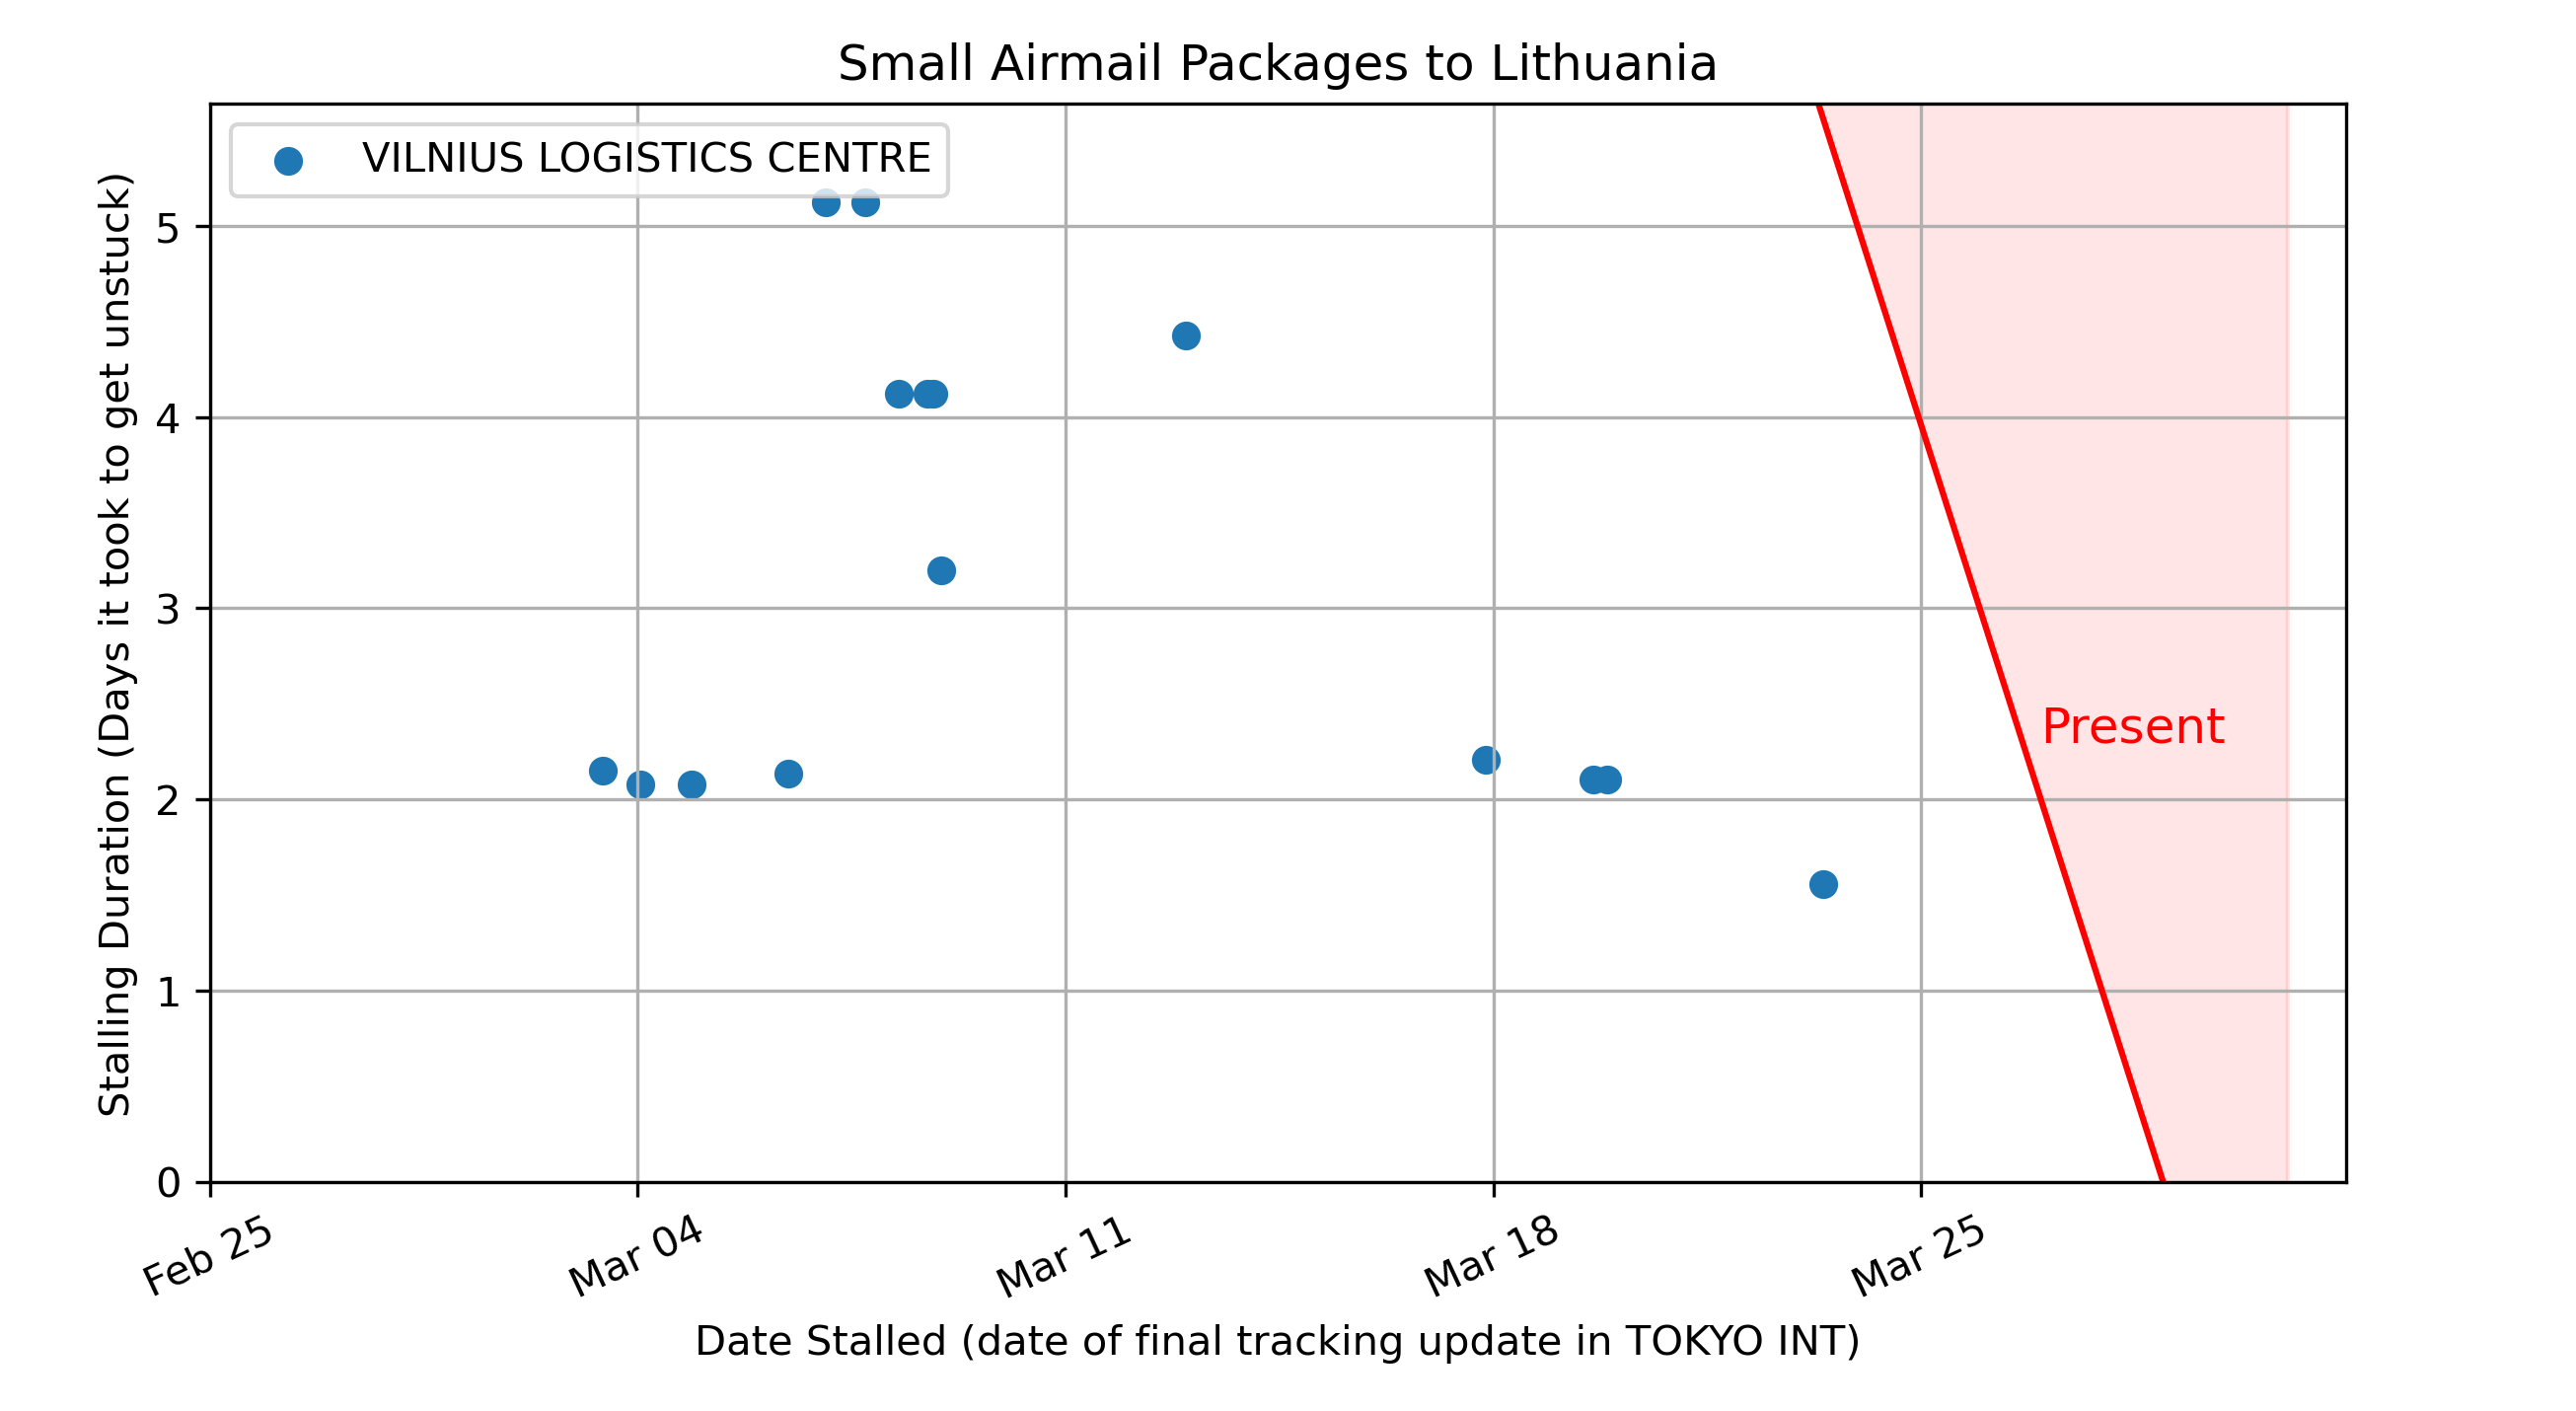 Small Airmail Packages to Lithuania
VILNIUS LOGISTICS CENTRE
Stalling Duration (Days it took to get unstuck)
5
4
3
2
1
0
Present
Feb 25
Mar 04
Mar 11
Mar 18
Mar 25
Date Stalled (date of final tracking update in TOKYO INT)